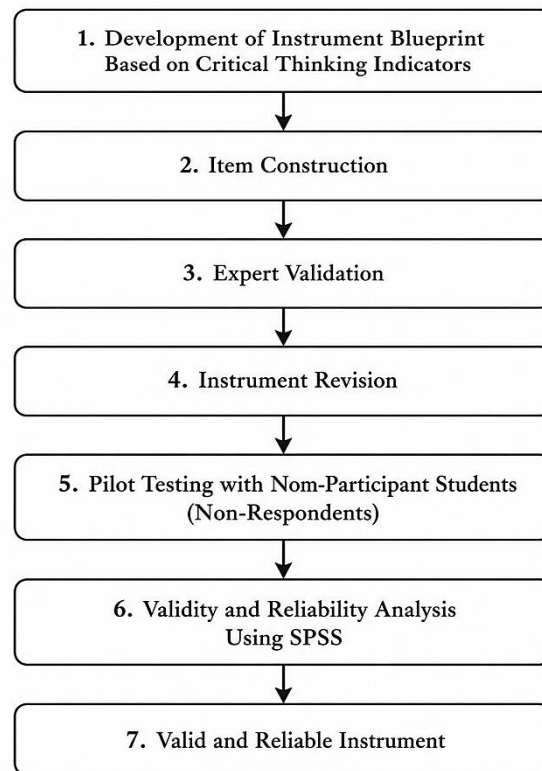 1. Development of Instrument Blueprint
Based on Critical Thinking Indicators
2. Item Construction
3. Expert Validation
4. Instrument Revision
5. Pilot Testing with Nom-Participant Students
(Non-Respondents)
6. Validity and Reliability Analysis
Using SPSS
7. Valid and Reliable Instrument